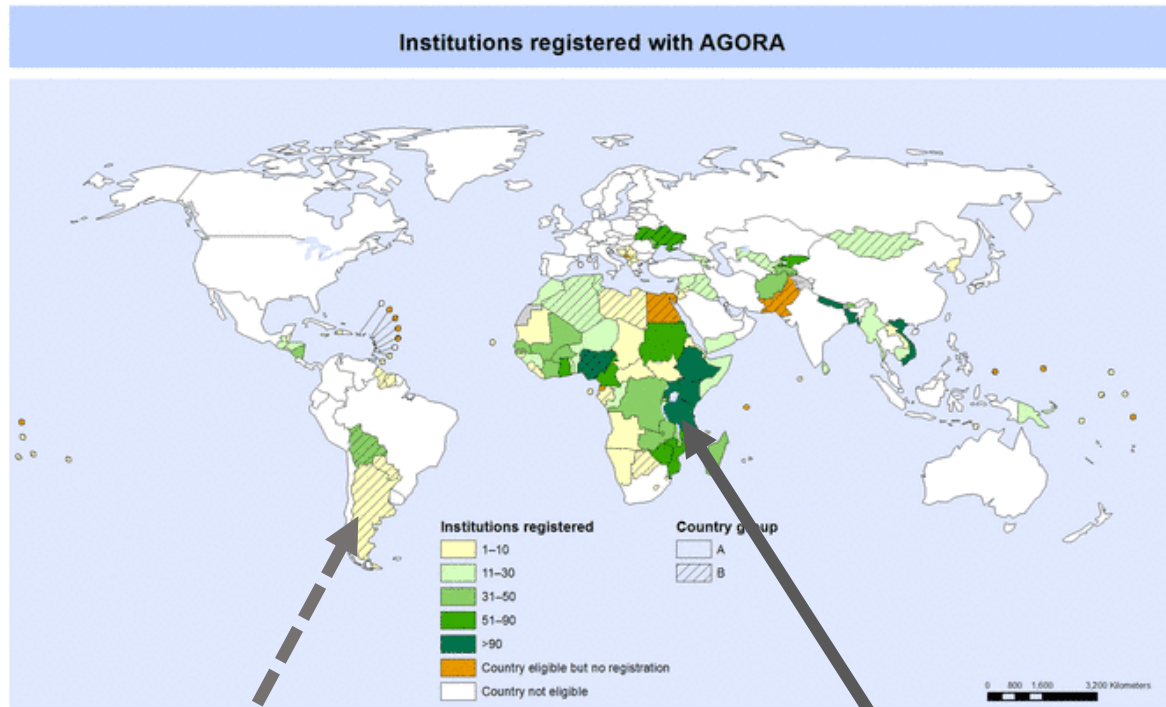 Institutions registered with AGORA
Institutions registered
1–10
11–30
31–50
51–90
>90
Country eligible but no registration
Country not eligible
Country group
A
B
0 800 1,600 3,200 Kilometers